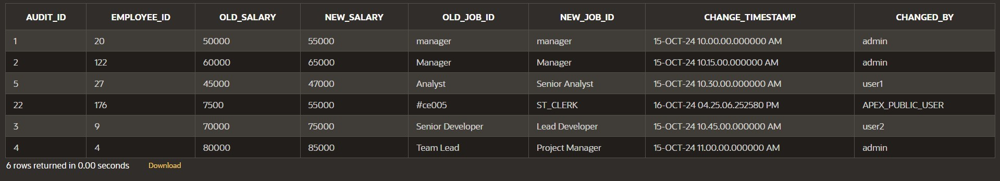 AUDIT_ID EMPLOYEE_ID OLD_SALARY NEW_SALARY OLD_JOB_ID NEW_JOB_ID CHANGE_TIMESTAMP CHANGED_BY
1 20 50000 55000 manager manager 15-OCT-24 10.00.00.000000 AM admin
2 122 60000 65000 Manager Manager 15-OCT-24 10.15.00.000000 AM admin
5 27 45000 47000 Analyst Senior Analyst 15-OCT-24 10.30.00.000000 AM user1
22 176 7500 55000 #ce005 ST_CLERK 16-OCT-24 04.25.06.252580 PM APEX_PUBLIC_USER
3 9 70000 75000 Senior Developer Lead Developer 15-OCT-24 10.45.00.000000 AM user2
4 4 80000 85000 Team Lead Project Manager 15-OCT-24 11.00.00.000000 AM admin
6 rows returned in 0.00 seconds Download